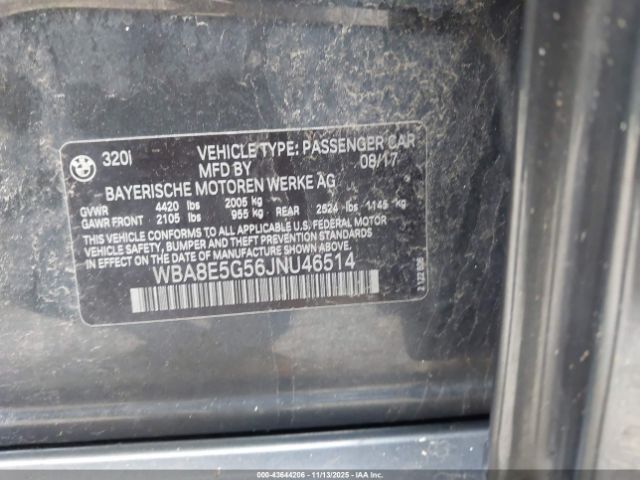 320i VEHICLE TYPE: PASSENGER CAR
MFD BY 08/17
BAYERISCHE MOTOREN WERKE AG
GVWR 4420 lbs 2005 kg
GAWR FRONT 2105 lbs 955 kg REAR 2524 lbs 1145 kg
THIS VEHICLE CONFORMS TO ALL APPLICABLE U.S. FEDERAL MOTOR
VEHICLE SAFETY, BUMPER AND THEFT PREVENTION STANDARDS
IN EFFECT ON THE DATE OF MANUFACTURE SHOWN ABOVE.
WBA8E5G56JNU46514
000-43644206 - 11/13/2025 - IAAI.com